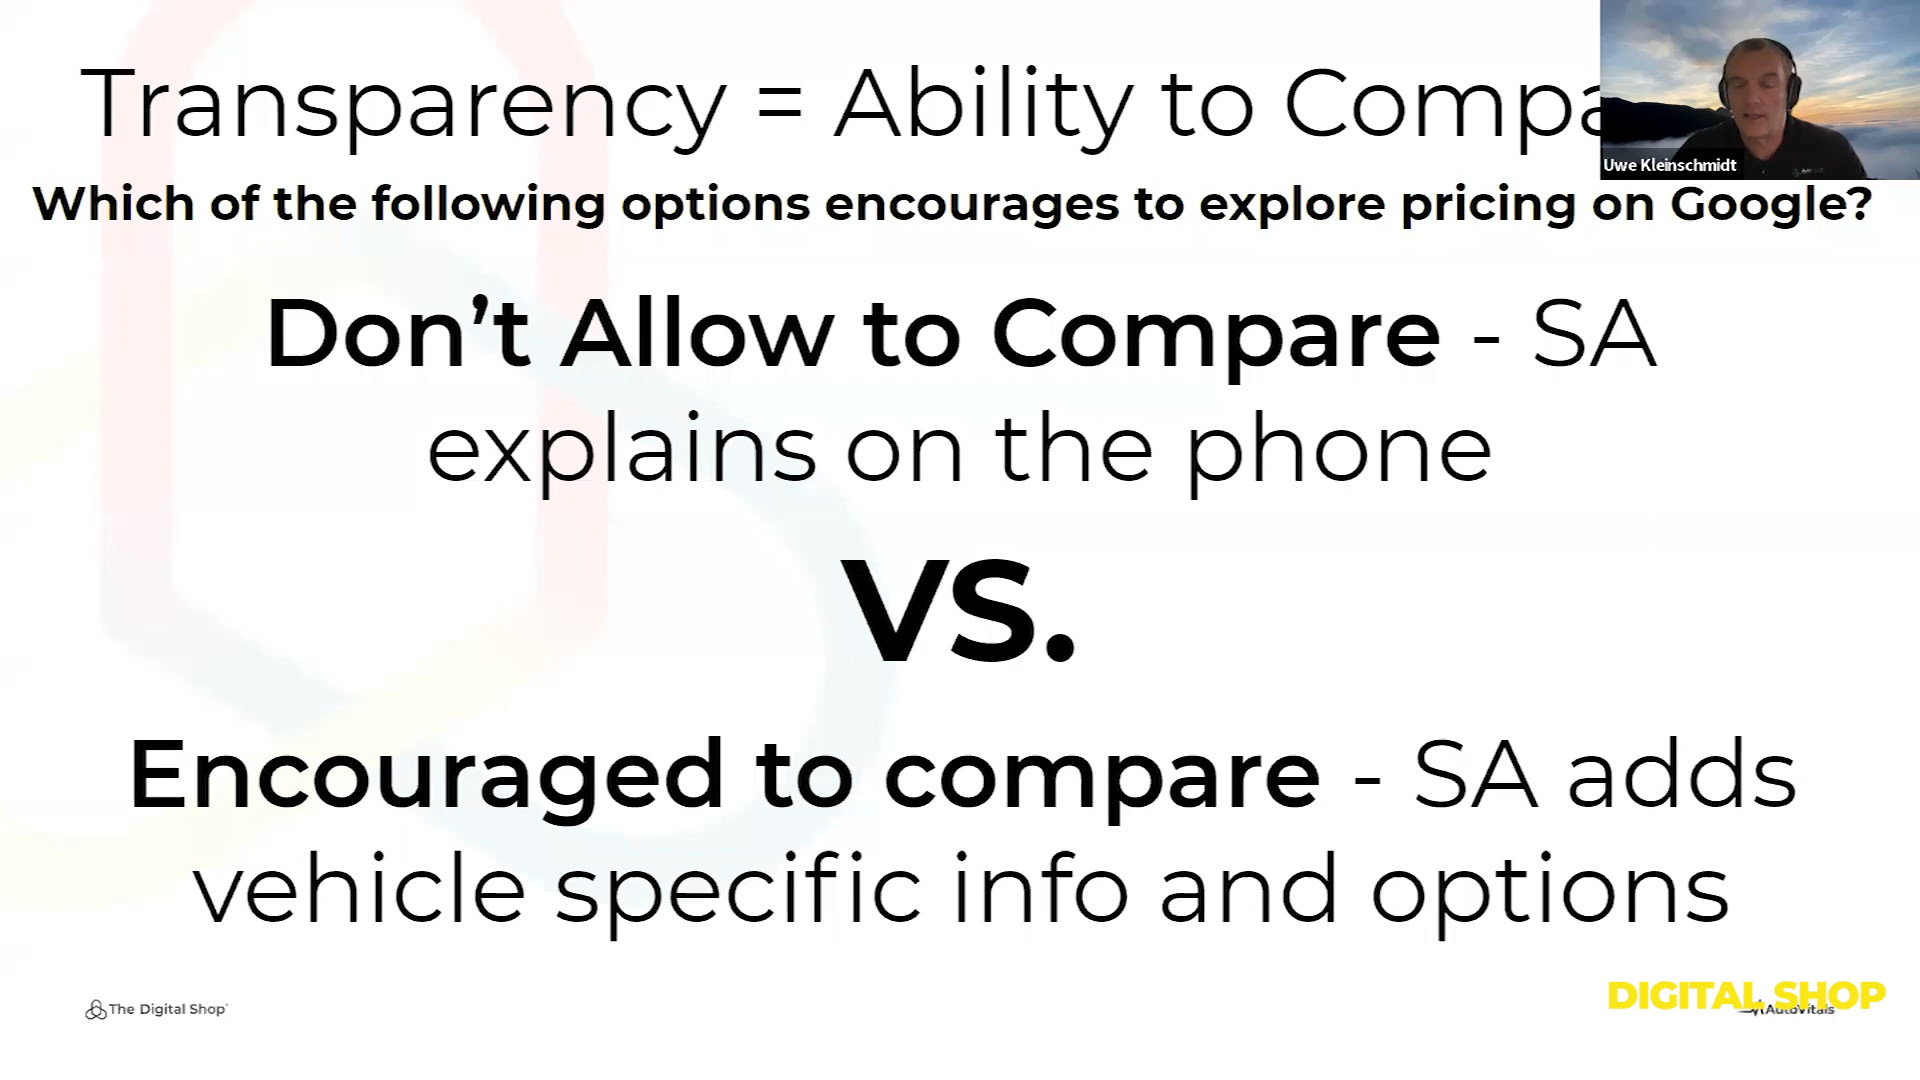 Transparency = Ability to Compa
Uwe Kleinschmidt
Which of the following options encourages to explore pricing on Google?
Don’t Allow to Compare - SA
explains on the phone
VS.
Encouraged to compare - SA adds
vehicle specific info and options
The Digital Shop
DIGITAL SHOP
AutoVitals